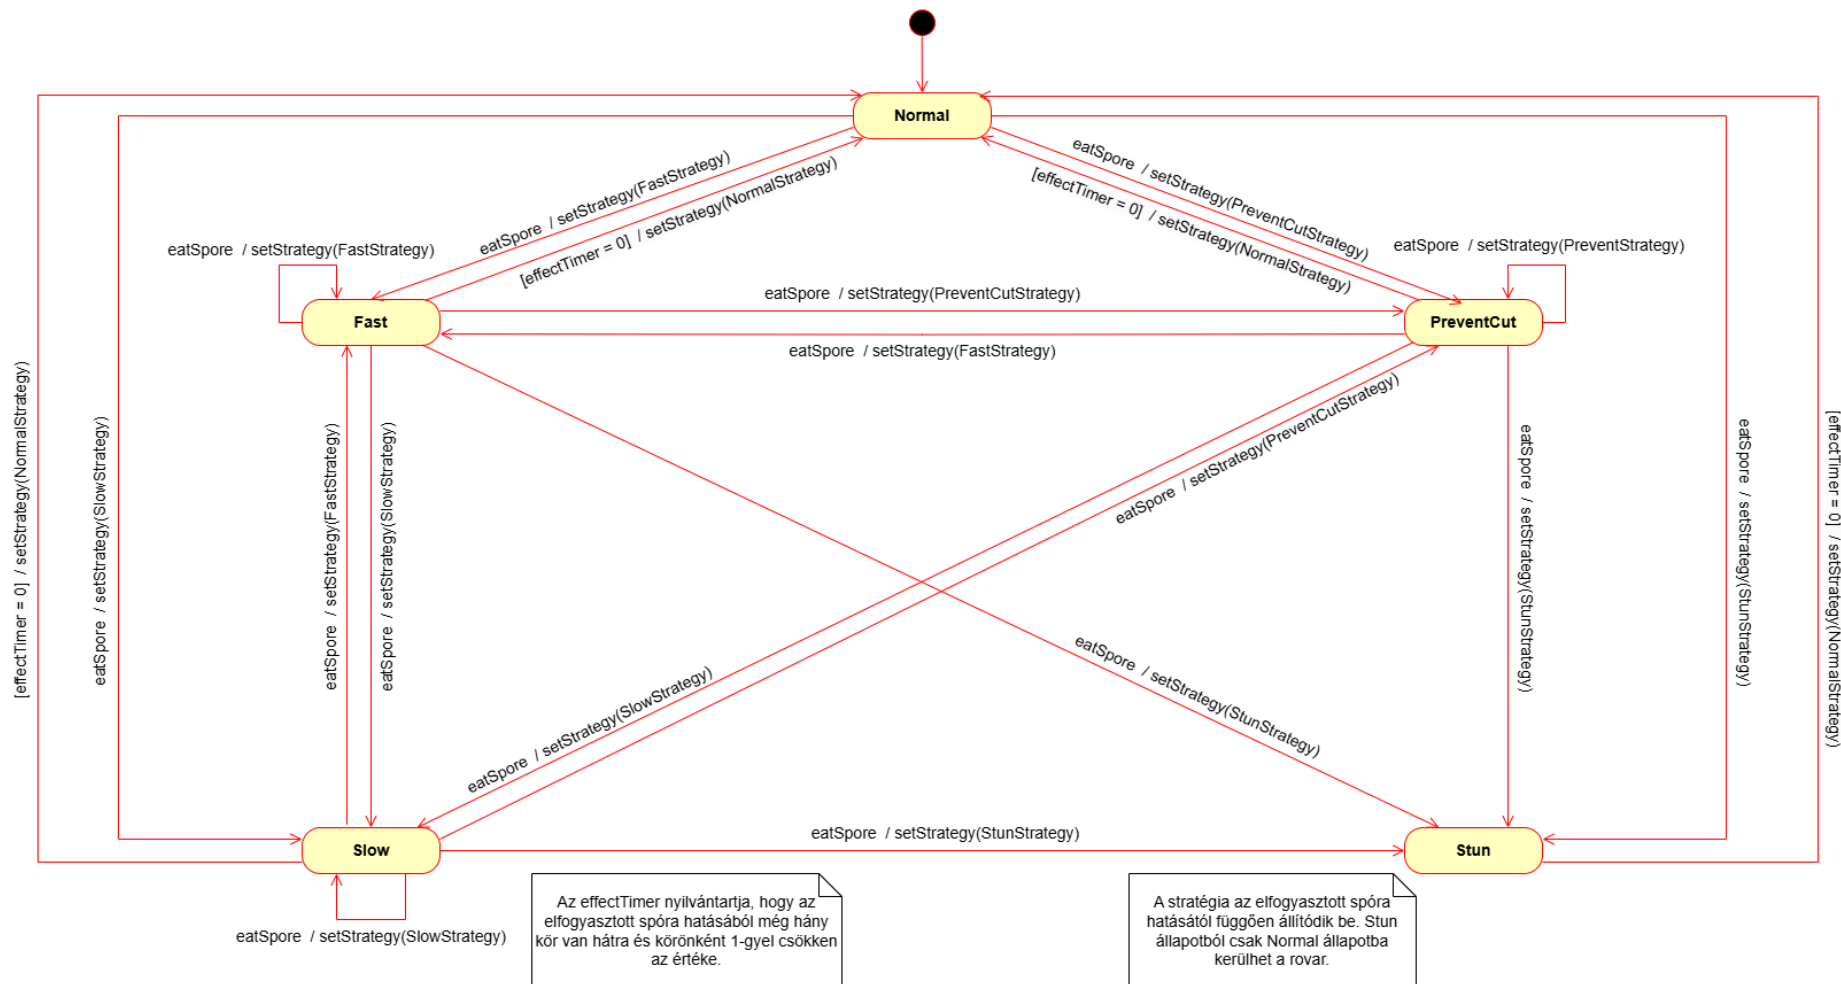 Normal
eatSpore / setStrategy(FastStrategy)
[effectTimer = 0] / setStrategy(NormalStrategy)
eatSpore / setStrategy(PreventCutStrategy)
[effectTimer = 0] / setStrategy(NormalStrategy)
eatSpore / setStrategy(FastStrategy)
eatSpore / setStrategy(PreventStrategy)
Fast
eatSpore / setStrategy(PreventCutStrategy)
PreventCut
eatSpore / setStrategy(FastStrategy)
[effectTimer = 0] / setStrategy(NormalStrategy)
eatSpore / setStrategy(SlowStrategy)
eatSpore / setStrategy(FastStrategy)
eatSpore / setStrategy(SlowStrategy)
eatSpore / setStrategy(PreventCutStrategy)
eatSpore / setStrategy(StunStrategy)
eatSpore / setStrategy(StunStrategy)
[effectTimer = 0] / setStrategy(NormalStrategy)
eatSpore / setStrategy(SlowStrategy)
eatSpore / setStrategy(StunStrategy)
Slow
eatSpore / setStrategy(StunStrategy)
Stun
eatSpore / setStrategy(SlowStrategy)
Az effectTimer nyilvántartja, hogy az
elfogyasztott spóra hatásából még hány
kör van hátra és körönként 1-gyel csökken
az értéke.
A stratégia az elfogyasztott spóra
hatásától függően állítódik be. Stun
állapotból csak Normal állapotba
kerülhet a rovar.